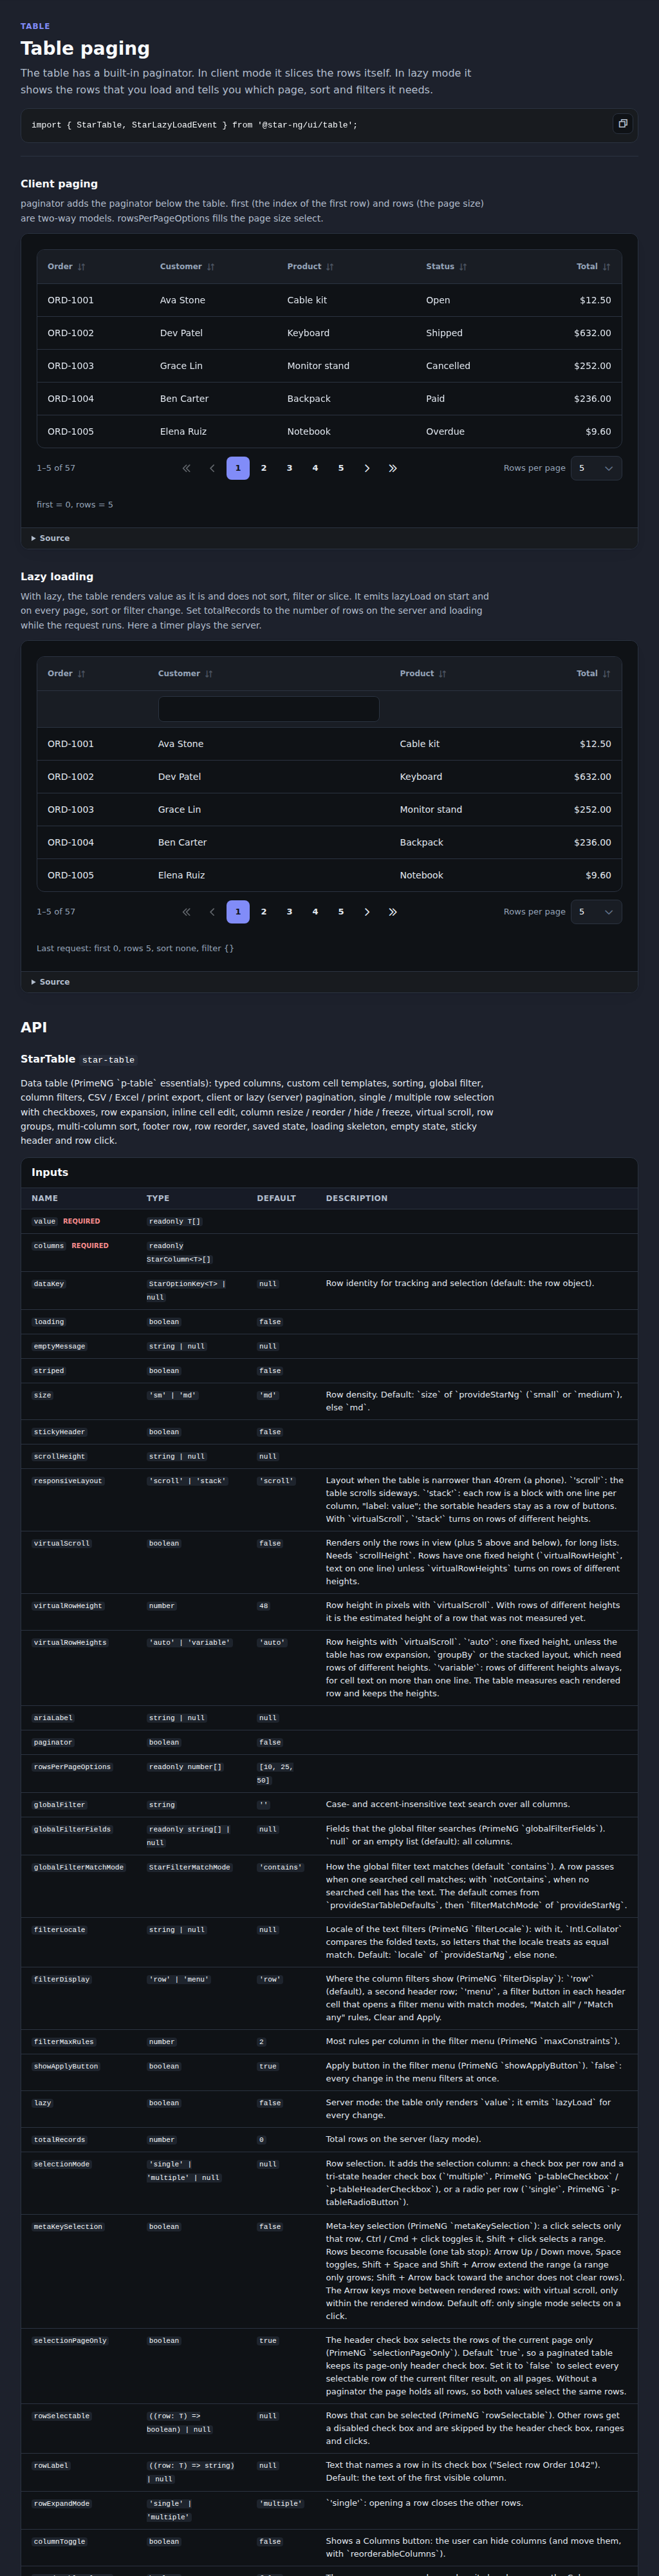 TABLE
Table paging
The table has a built-in paginator. In client mode it slices the rows itself. In lazy mode it
shows the rows that you load and tells you which page, sort and filters it needs.
import { StarTable, StarLazyLoadEvent } from '@star-ng/ui/table';
Client paging
paginator adds the paginator below the table. first (the index of the first row) and rows (the page size)
are two-way models. rowsPerPageOptions fills the page size select.
Order Customer Product Status Total
ORD-1001 Ava Stone Cable kit Open $12.50
ORD-1002 Dev Patel Keyboard Shipped $632.00
ORD-1003 Grace Lin Monitor stand Cancelled $252.00
ORD-1004 Ben Carter Backpack Paid $236.00
ORD-1005 Elena Ruiz Notebook Overdue $9.60
1–5 of 57 1 2 3 4 5 Rows per page 5
first = 0, rows = 5
Source
Lazy loading
With lazy, the table renders value as it is and does not sort, filter or slice. It emits lazyLoad on start and
on every page, sort or filter change. Set totalRecords to the number of rows on the server and loading
while the request runs. Here a timer plays the server.
Order Customer Product Total
ORD-1001 Ava Stone Cable kit $12.50
ORD-1002 Dev Patel Keyboard $632.00
ORD-1003 Grace Lin Monitor stand $252.00
ORD-1004 Ben Carter Backpack $236.00
ORD-1005 Elena Ruiz Notebook $9.60
1–5 of 57 1 2 3 4 5 Rows per page 5
Last request: first 0, rows 5, sort none, filter {}
Source
API
StarTable star-table
Data table (PrimeNG `p-table` essentials): typed columns, custom cell templates, sorting, global filter,
column filters, CSV / Excel / print export, client or lazy (server) pagination, single / multiple row selection
with checkboxes, row expansion, inline cell edit, column resize / reorder / hide / freeze, virtual scroll, row
groups, multi-column sort, footer row, row reorder, saved state, loading skeleton, empty state, sticky
header and row click.
Inputs
NAME TYPE DEFAULT DESCRIPTION
value REQUIRED readonly T[]
columns REQUIRED readonly
StarColumn<T>[]
dataKey StarOptionKey<T> | null Row identity for tracking and selection (default: the row object).
null
loading boolean false
emptyMessage string | null null
striped boolean false
size 'sm' | 'md' 'md' Row density. Default: `size` of `provideStarNg` (`small` or `medium`),
else `md`.
stickyHeader boolean false
scrollHeight string | null null
responsiveLayout 'scroll' | 'stack' 'scroll' Layout when the table is narrower than 40rem (a phone). `'scroll'`: the
table scrolls sideways. `'stack'`: each row is a block with one line per
column, "label: value"; the sortable headers stay as a row of buttons.
With `virtualScroll`, `'stack'` turns on rows of different heights.
virtualScroll boolean false Renders only the rows in view (plus 5 above and below), for long lists.
Needs `scrollHeight`. Rows have one fixed height (`virtualRowHeight`,
text on one line) unless `virtualRowHeights` turns on rows of different
heights.
virtualRowHeight number 48 Row height in pixels with `virtualScroll`. With rows of different heights
it is the estimated height of a row that was not measured yet.
virtualRowHeights 'auto' | 'variable' 'auto' Row heights with `virtualScroll`. `'auto'`: one fixed height, unless the
table has row expansion, `groupBy` or the stacked layout, which need
rows of different heights. `'variable'`: rows of different heights always,
for cell text on more than one line. The table measures each rendered
row and keeps the heights.
ariaLabel string | null null
paginator boolean false
rowsPerPageOptions readonly number[] [10, 25,
50]
globalFilter string '' Case- and accent-insensitive text search over all columns.
globalFilterFields readonly string[] | null Fields that the global filter searches (PrimeNG `globalFilterFields`).
null `null` or an empty list (default): all columns.
globalFilterMatchMode StarFilterMatchMode 'contains' How the global filter text matches (default `contains`). A row passes
when one searched cell matches; with `notContains`, when no
searched cell has the text. The default comes from
`provideStarTableDefaults`, then `filterMatchMode` of `provideStarNg`.
filterLocale string | null null Locale of the text filters (PrimeNG `filterLocale`): with it, `Intl.Collator`
compares the folded texts, so letters that the locale treats as equal
match. Default: `locale` of `provideStarNg`, else none.
filterDisplay 'row' | 'menu' 'row' Where the column filters show (PrimeNG `filterDisplay`): `'row'`
(default), a second header row; `'menu'`, a filter button in each header
cell that opens a filter menu with match modes, "Match all" / "Match
any" rules, Clear and Apply.
filterMaxRules number 2 Most rules per column in the filter menu (PrimeNG `maxConstraints`).
showApplyButton boolean true Apply button in the filter menu (PrimeNG `showApplyButton`). `false`:
every change in the menu filters at once.
lazy boolean false Server mode: the table only renders `value`; it emits `lazyLoad` for
every change.
totalRecords number 0 Total rows on the server (lazy mode).
selectionMode 'single' | null Row selection. It adds the selection column: a check box per row and a
'multiple' | null tri-state header check box (`'multiple'`, PrimeNG `p-tableCheckbox` /
`p-tableHeaderCheckbox`), or a radio per row (`'single'`, PrimeNG `p-
tableRadioButton`).
metaKeySelection boolean false Meta-key selection (PrimeNG `metaKeySelection`): a click selects only
that row, Ctrl / Cmd + click toggles it, Shift + click selects a range.
Rows become focusable (one tab stop): Arrow Up / Down move, Space
toggles, Shift + Space and Shift + Arrow extend the range (a range
only grows; Shift + Arrow back toward the anchor does not clear rows).
The Arrow keys move between rendered rows: with virtual scroll, only
within the rendered window. Default off: only single mode selects on a
click.
selectionPageOnly boolean true The header check box selects the rows of the current page only
(PrimeNG `selectionPageOnly`). Default `true`, so a paginated table
keeps its page-only header check box. Set it to `false` to select every
selectable row of the current filter result, on all pages. Without a
paginator the page holds all rows, so both values select the same rows.
rowSelectable ((row: T) => null Rows that can be selected (PrimeNG `rowSelectable`). Other rows get
boolean) | null a disabled check box and are skipped by the header check box, ranges
and clicks.
rowLabel ((row: T) => string) null Text that names a row in its check box ("Select row Order 1042").
| null Default: the text of the first visible column.
rowExpandMode 'single' | 'multiple' `'single'`: opening a row closes the other rows.
'multiple'
columnToggle boolean false Shows a Columns button: the user can hide columns (and move them,
with `reorderableColumns`).